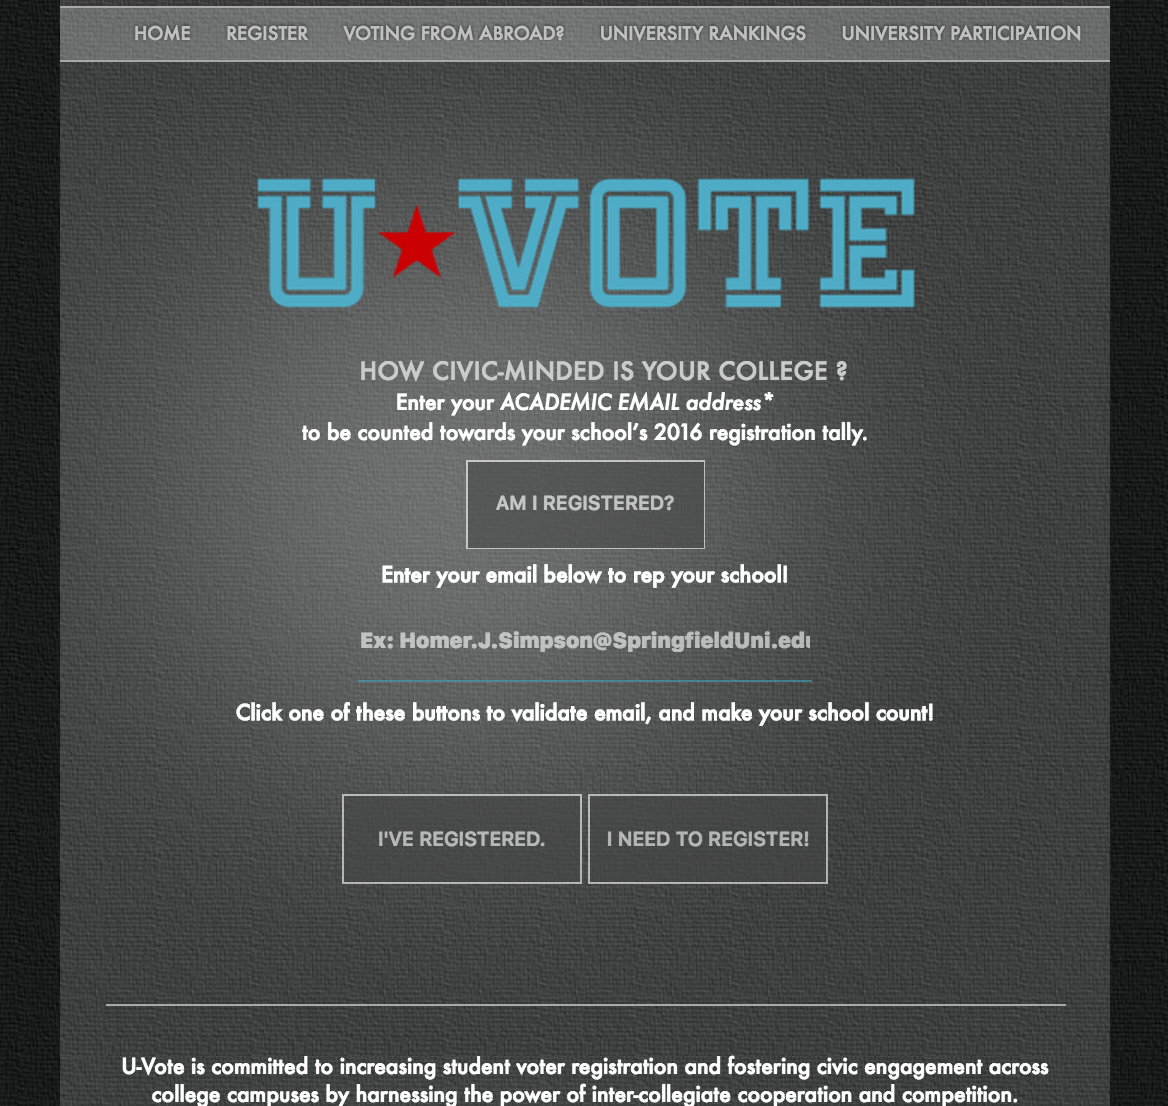 HOME REGISTER VOTING FROM ABROAD? UNIVERSITY RANKINGS UNIVERSITY PARTICIPATION
U★VOTE
HOW CIVIC-MINDED IS YOUR COLLEGE ?
Enter your ACADEMIC EMAIL address*
to be counted towards your school's 2016 registration tally.
AM I REGISTERED?
Enter your email below to rep your school!
Ex: Homer.J.Simpson@SpringfieldUni.edu
Click one of these buttons to validate email, and make your school count!
I'VE REGISTERED. I NEED TO REGISTER!
U-Vote is committed to increasing student voter registration and fostering civic engagement across
college campuses by harnessing the power of inter-collegiate cooperation and competition.